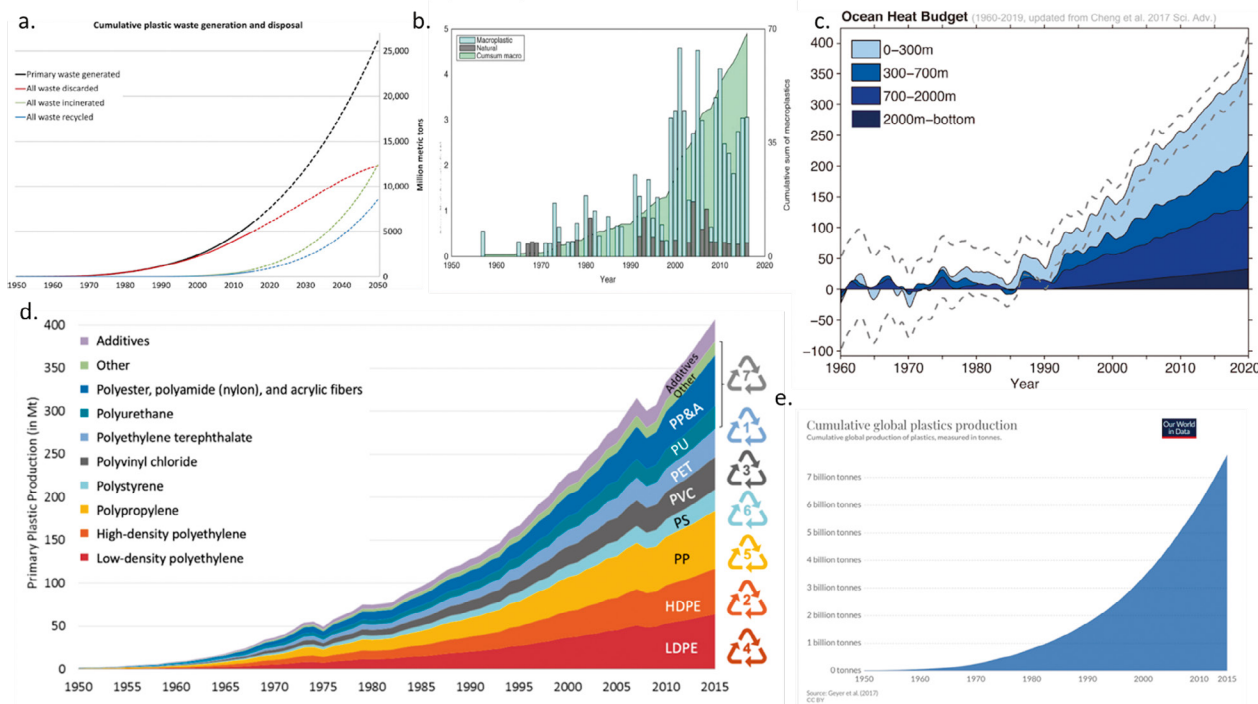 a.
Cumulative plastic waste generation and disposal
Primary waste generated
All waste discarded
All waste incinerated
All waste recycled
25,000
20,000
15,000
10,000
5000
0
Million metric tons
1950 1960 1970 1980 1990 2000 2010 2020 2030 2040 2050
b.
Macroplastic
Natural
Cumsum macro
5
4
3
2
1
0
70
35
0
Cumulative sum of macroplastics
1950 1960 1970 1980 1990 2000 2010 2020
Year
c.
Ocean Heat Budget (1960-2019, updated from Cheng et al. 2017 Sci. Adv.)
0-300m
300-700m
700-2000m
2000m-bottom
400
350
300
250
200
150
100
50
0
-50
-100
1960 1970 1980 1990 2000 2010 2020
Year
d.
Primary Plastic Production (in Mt)
400
350
300
250
200
150
100
50
0
Additives
Other
Polyester, polyamide (nylon), and acrylic fibers
Polyurethane
Polyethylene terephthalate
Polyvinyl chloride
Polystyrene
Polypropylene
High-density polyethylene
Low-density polyethylene
Additives
Other
PP&A
PU
PET
PVC
PS
PP
HDPE
LDPE
7
1
3
6
5
2
4
1950 1955 1960 1965 1970 1975 1980 1985 1990 1995 2000 2005 2010 2015
e.
Cumulative global plastics production
Cumulative global production of plastics, measured in tonnes.
Our World
in Data
7 billion tonnes
6 billion tonnes
5 billion tonnes
4 billion tonnes
3 billion tonnes
2 billion tonnes
1 billion tonnes
0 tonnes
1950 1960 1970 1980 1990 2000 2010 2015
Source: Geyer et al. (2017)
CC BY